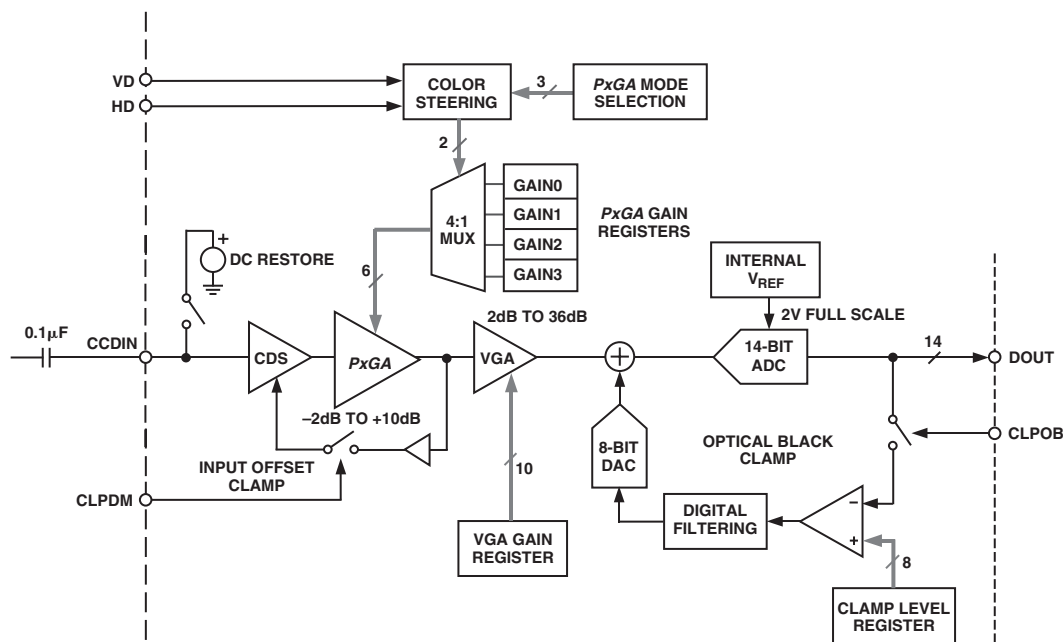 VD
HD
COLOR
STEERING
3
PxGA MODE
SELECTION
2
4:1
MUX
GAIN0
GAIN1
GAIN2
GAIN3
PxGA GAIN
REGISTERS
+
DC RESTORE
6
INTERNAL
VREF
2dB TO 36dB
2V FULL SCALE
0.1µF
CCDIN
CDS
PxGA
VGA
+
14-BIT
ADC
14
DOUT
–2dB TO +10dB
INPUT OFFSET
CLAMP
CLPDM
10
8-BIT
DAC
OPTICAL BLACK
CLAMP
CLPOB
VGA GAIN
REGISTER
DIGITAL
FILTERING
–
+
8
CLAMP LEVEL
REGISTER